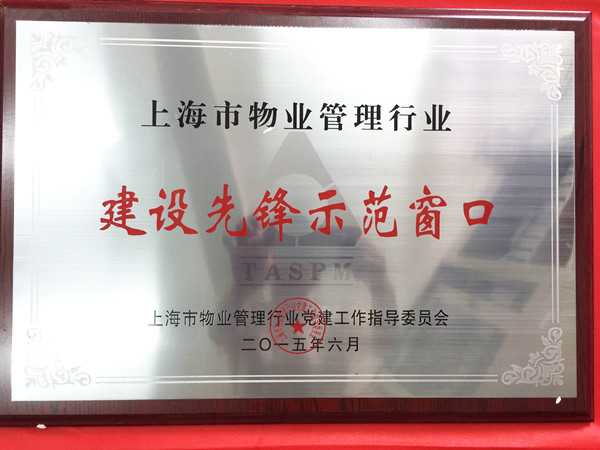 上海市物业管理行业
建设先锋示范窗口
TASPM
上海市物业管理行业党建工作指导委员会
二〇一五年六月